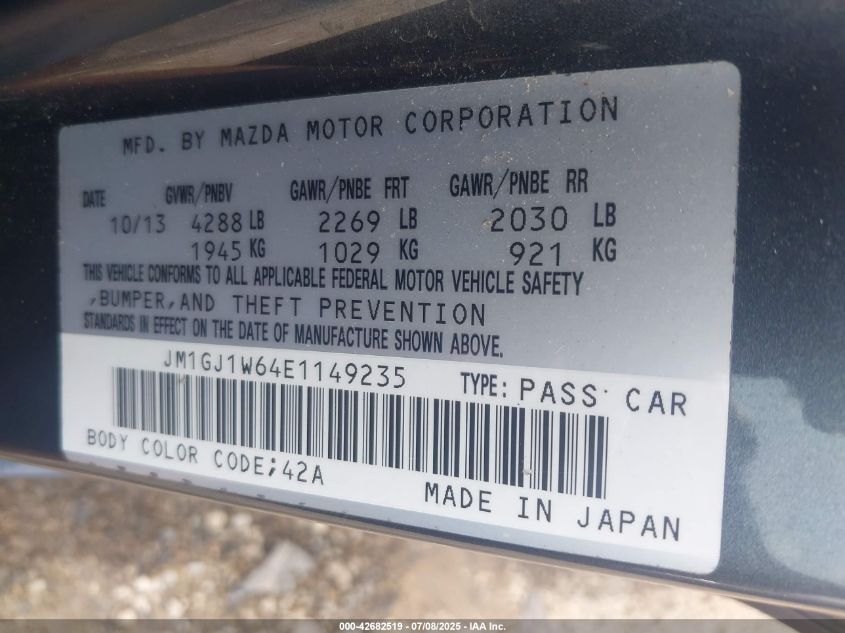 MFD. BY MAZDA MOTOR CORPORATION
DATE GVWR/PNBV GAWR/PNBE FRT GAWR/PNBE RR
10/13 4288 LB 2269 LB 2030 LB
1945 KG 1029 KG 921 KG
THIS VEHICLE CONFORMS TO ALL APPLICABLE FEDERAL MOTOR VEHICLE SAFETY
,BUMPER,AND THEFT PREVENTION
STANDARDS IN EFFECT ON THE DATE OF MANUFACTURE SHOWN ABOVE.
JM1GJ1W64E1149235 TYPE: PASS CAR
BODY COLOR CODE;42A
MADE IN JAPAN
000-42682519 - 07/08/2025 - IAA Inc.